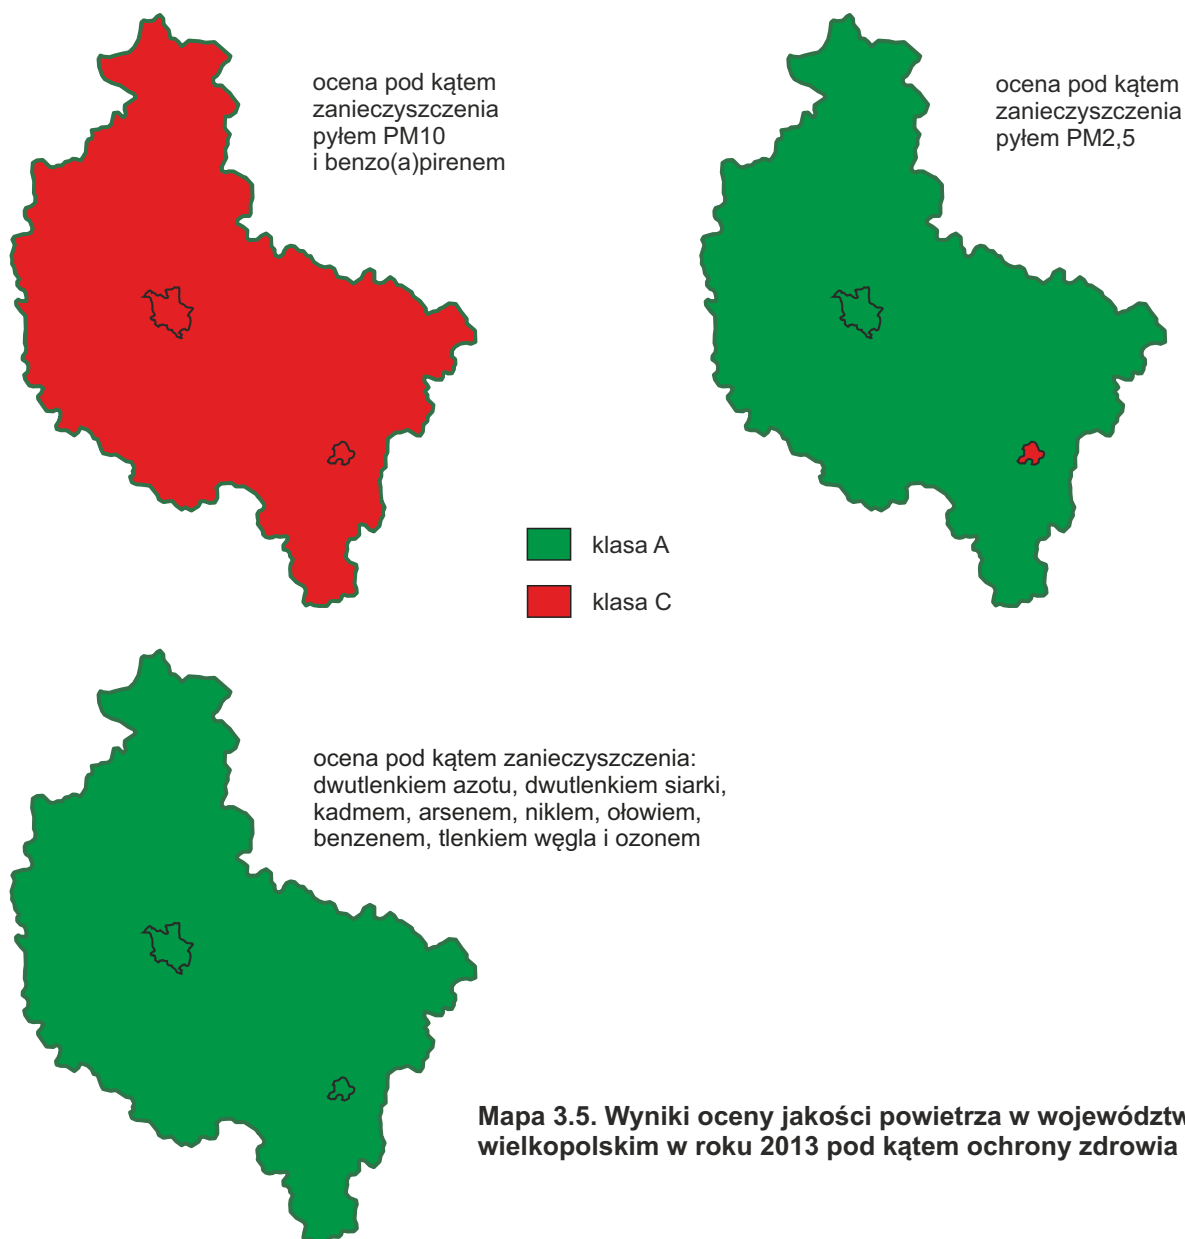 ocena pod kątem
zanieczyszczenia
pyłem PM10
i benzo(a)pirenem
ocena pod kątem
zanieczyszczenia
pyłem PM2,5
klasa A
klasa C
ocena pod kątem zanieczyszczenia:
dwutlenkiem azotu, dwutlenkiem siarki,
kadmem, arsenem, niklem, ołowiem,
benzenem, tlenkiem węgla i ozonem
Mapa 3.5. Wyniki oceny jakości powietrza w województw
wielkopolskim w roku 2013 pod kątem ochrony zdrowia